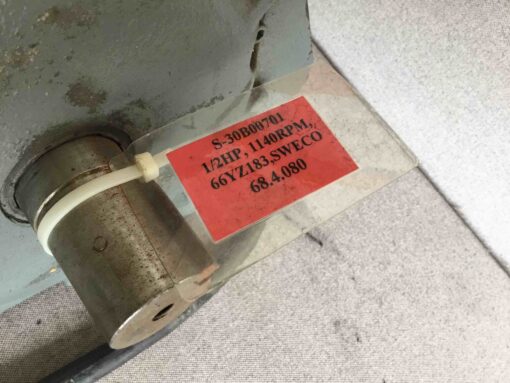 S-30B00701
1/2HP, 1140RPM,
66YZ183,SWECO
68.4.080